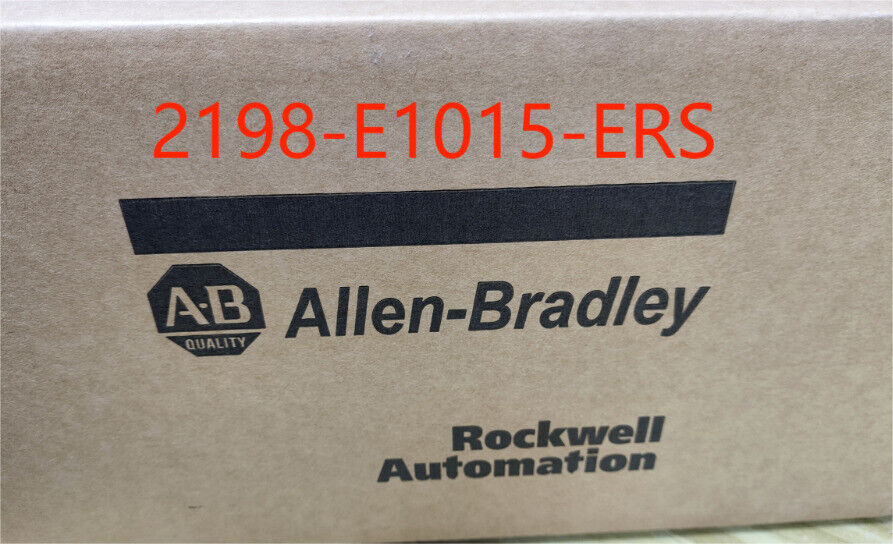 2198-E1015-ERS
A·B
QUALITY
Allen-Bradley
Rockwell
Automation